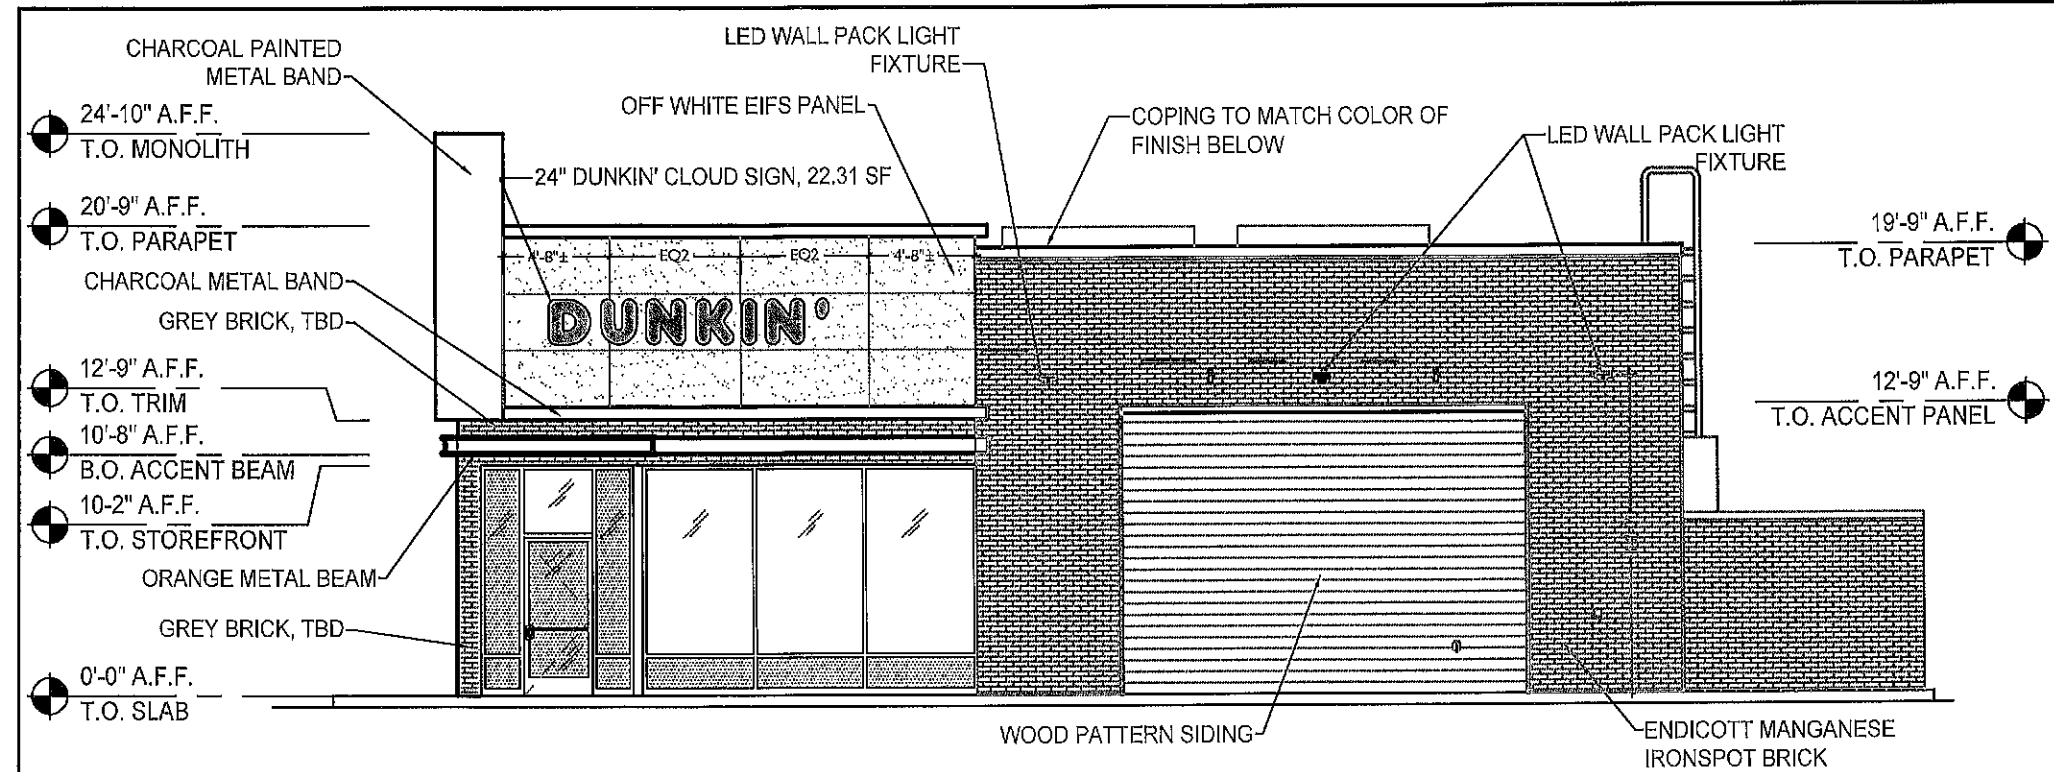 CHARCOAL PAINTED
METAL BAND
LED WALL PACK LIGHT
FIXTURE
24'-10" A.F.F.
T.O. MONOLITH
OFF WHITE EIFS PANEL
COPING TO MATCH COLOR OF
FINISH BELOW
LED WALL PACK LIGHT
FIXTURE
24" DUNKIN' CLOUD SIGN, 22.31 SF
20'-9" A.F.F.
T.O. PARAPET
19'-9" A.F.F.
T.O. PARAPET
4'-8"± EQ2 EQ2 4'-8"±
CHARCOAL METAL BAND
GREY BRICK, TBD
DUNKIN'
12'-9" A.F.F.
T.O. TRIM
12'-9" A.F.F.
T.O. ACCENT PANEL
10'-8" A.F.F.
B.O. ACCENT BEAM
10-2" A.F.F.
T.O. STOREFRONT
ORANGE METAL BEAM
GREY BRICK, TBD
0'-0" A.F.F.
T.O. SLAB
WOOD PATTERN SIDING
ENDICOTT MANGANESE
IRONSPOT BRICK